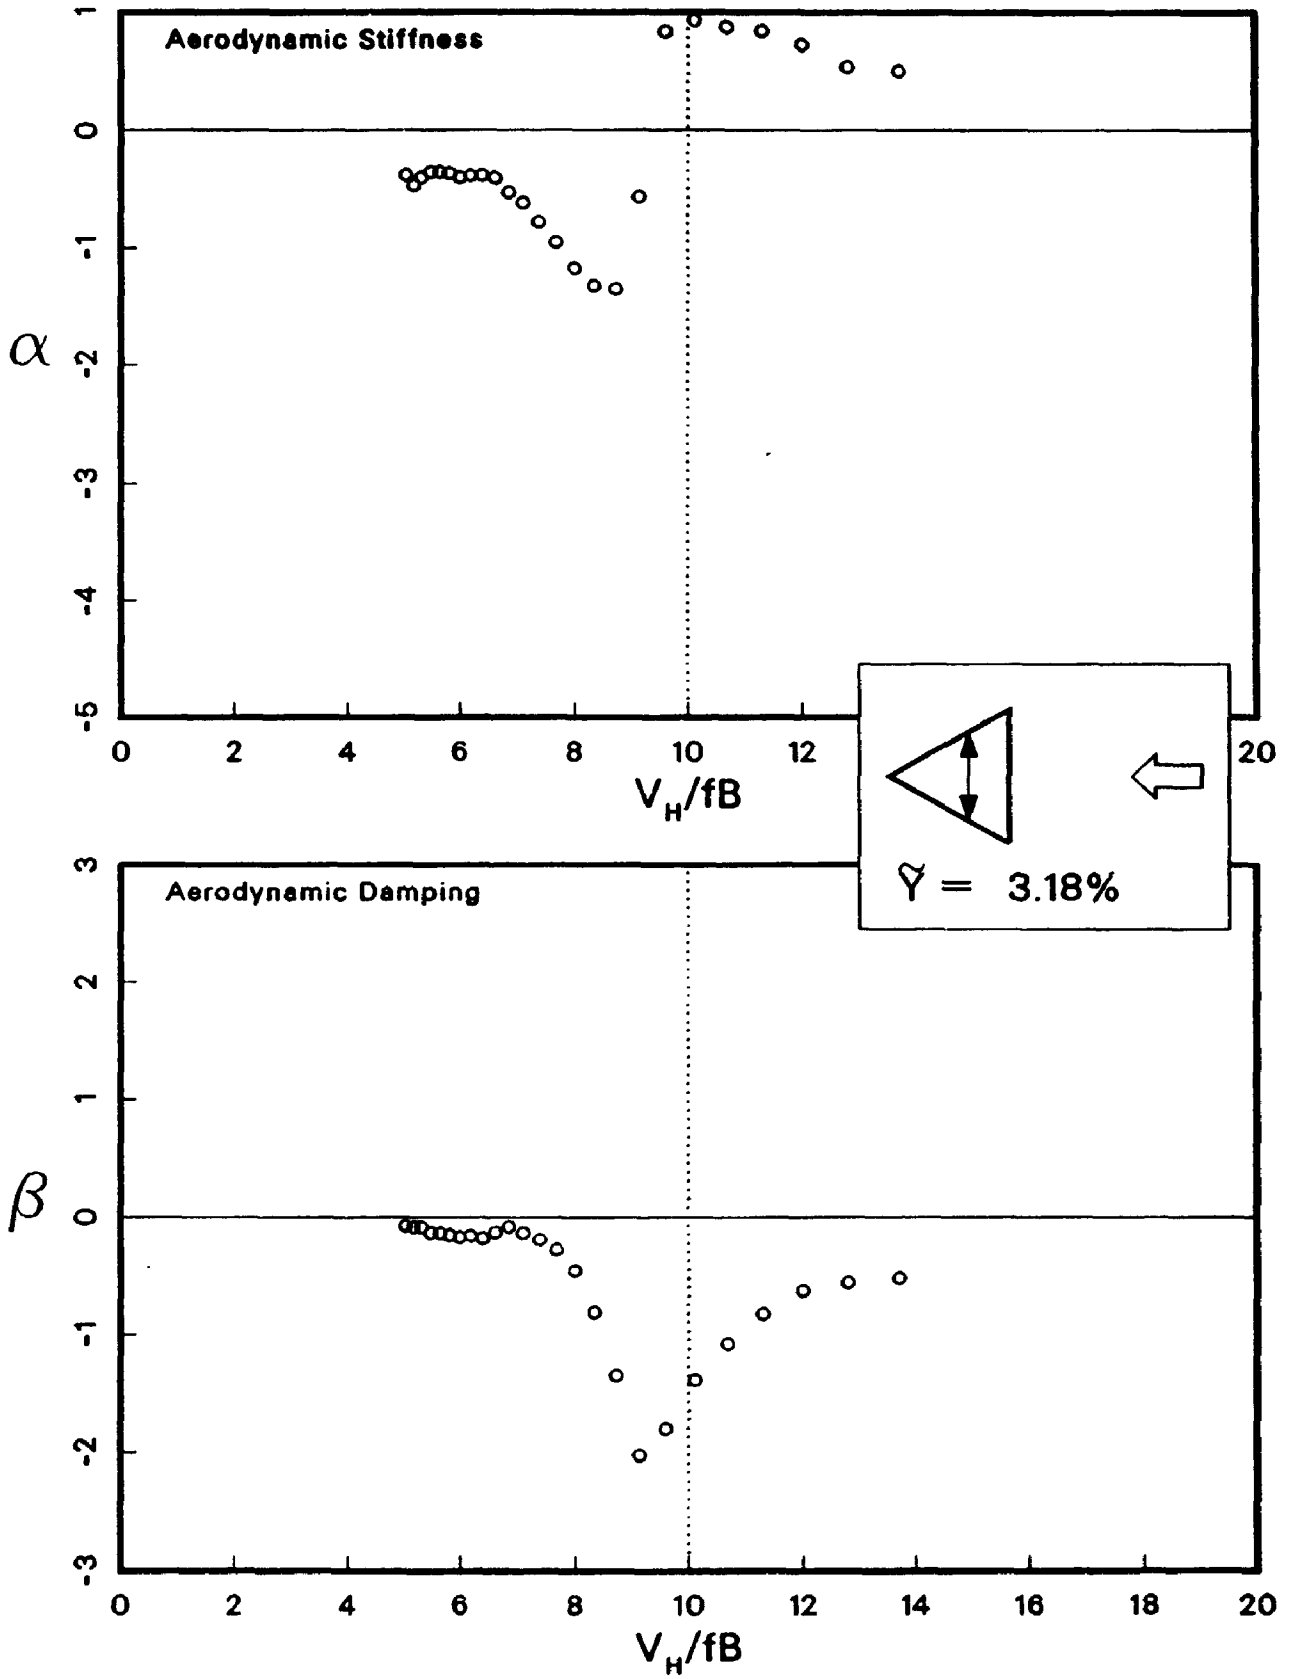 Aerodynamic Stiffness
1
0
-1
-2
-3
-4
-5
α
0 2 4 6 8 10 12 20
V_H/fB
Ỹ = 3.18%
Aerodynamic Damping
3
2
1
0
-1
-2
-3
β
0 2 4 6 8 10 12 14 16 18 20
V_H/fB